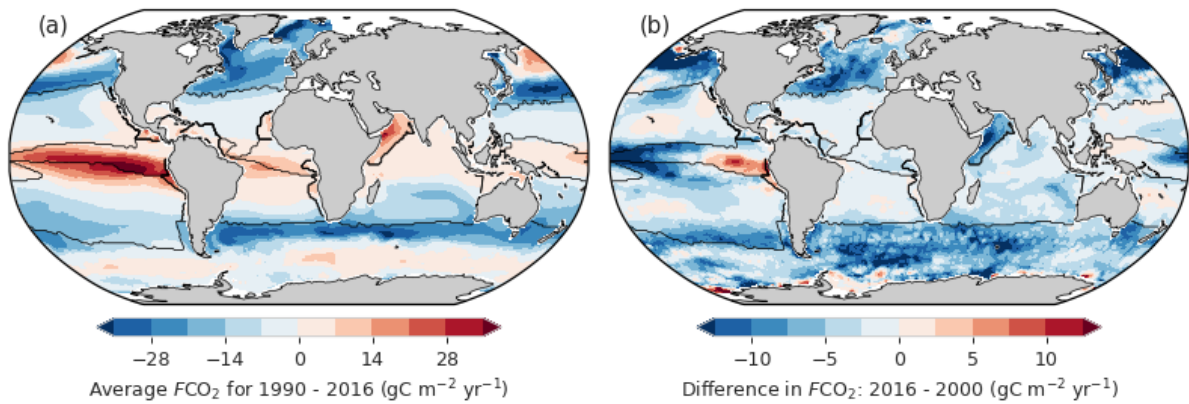 (a)
(b)
−28 −14 0 14 28
−10 −5 0 5 10
Average FCO₂ for 1990 - 2016 (gC m⁻² yr⁻¹)
Difference in FCO₂: 2016 - 2000 (gC m⁻² yr⁻¹)